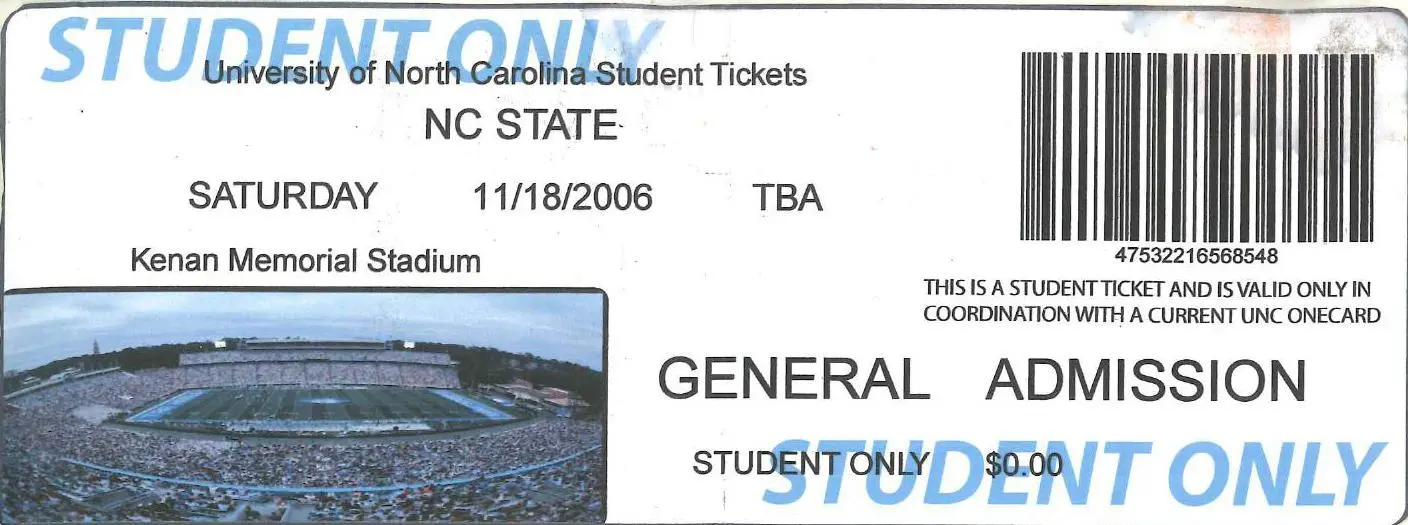 STUDENT ONLY
University of North Carolina Student Tickets
NC STATE
SATURDAY 11/18/2006 TBA
Kenan Memorial Stadium
47532216568548
THIS IS A STUDENT TICKET AND IS VALID ONLY IN
COORDINATION WITH A CURRENT UNC ONECARD
GENERAL ADMISSION
STUDENT ONLY $0.00
STUDENT ONLY